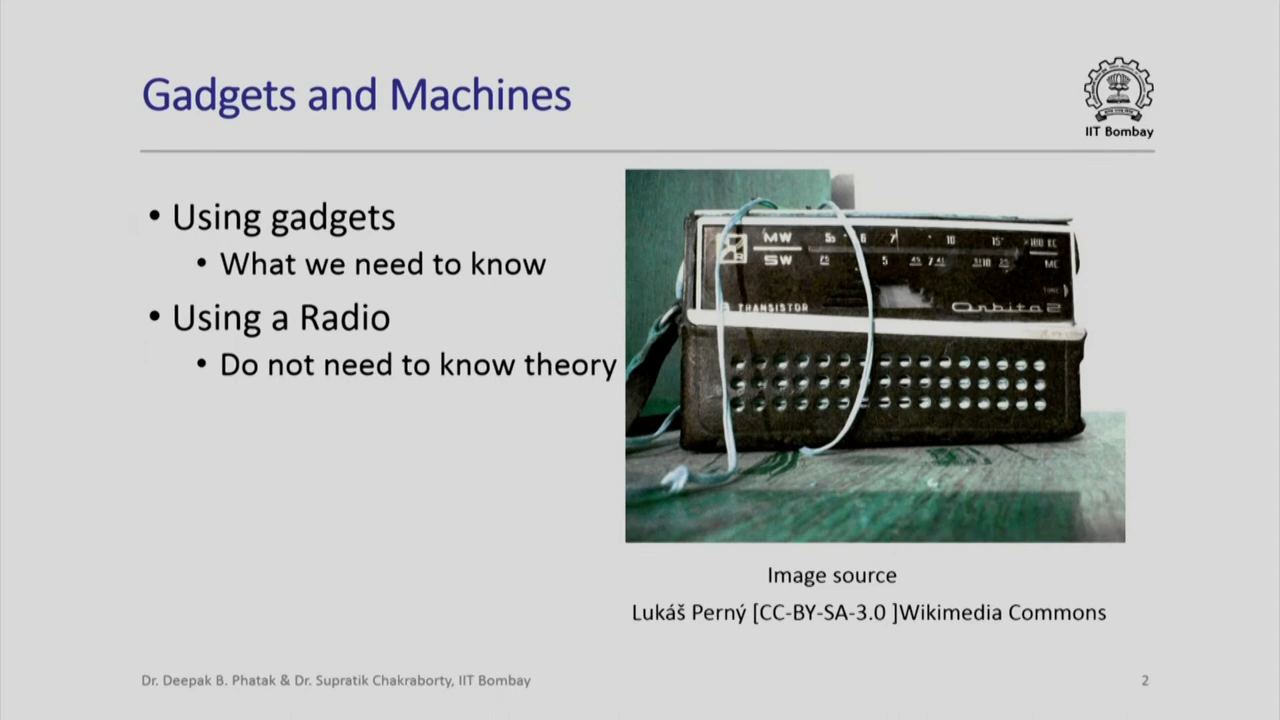 Gadgets and Machines
IIT Bombay
• Using gadgets
• What we need to know
• Using a Radio
• Do not need to know theory
MW
SW
TRANSISTOR
Orbita 2
Image source
Lukáš Perný [CC-BY-SA-3.0 ]Wikimedia Commons
Dr. Deepak B. Phatak & Dr. Supratik Chakraborty, IIT Bombay
2